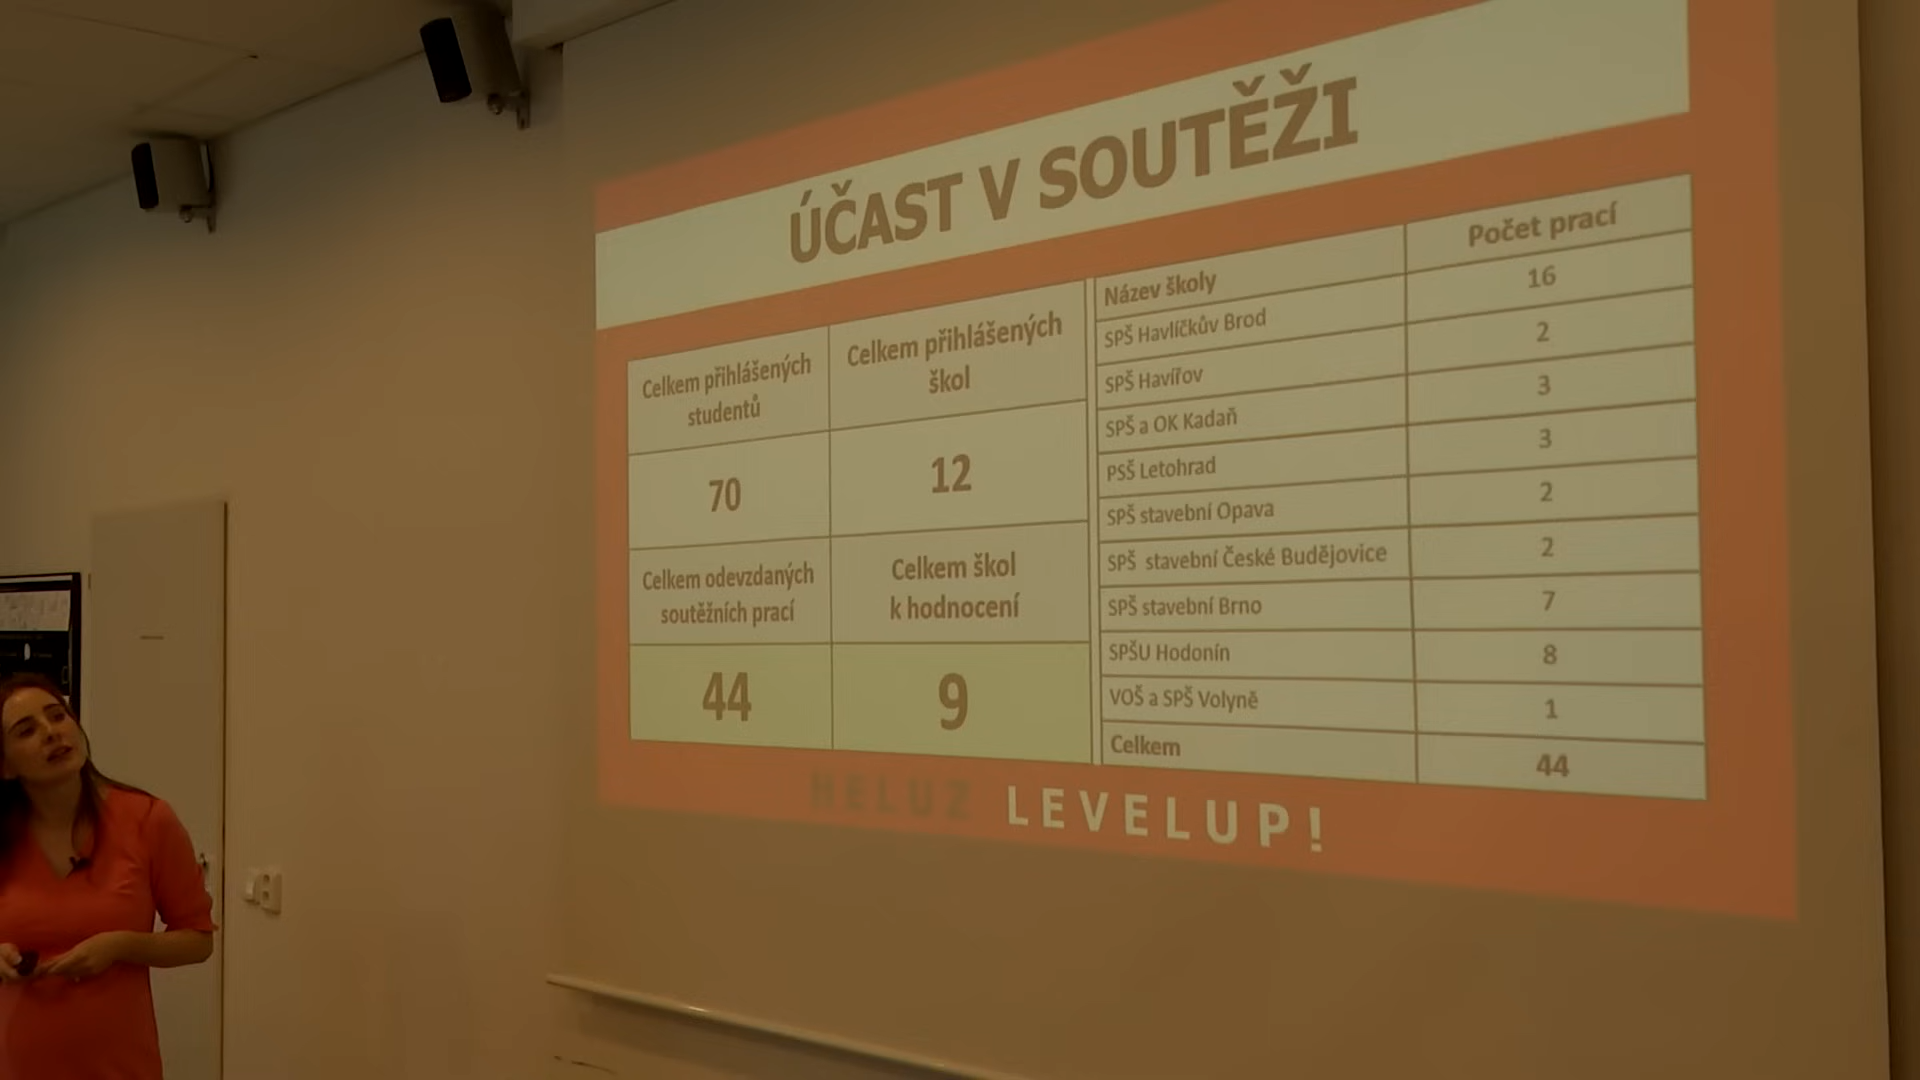 ÚČAST V SOUTĚŽI
Celkem přihlášených
studentů
Celkem přihlášených
škol
70
12
Celkem odevzdaných
soutěžních prací
Celkem škol
k hodnocení
44
9
Název školy Počet prací
SPŠ Havlíčkův Brod 16
SPŠ Havířov 2
SPŠ a OK Kadaň 3
PSŠ Letohrad 3
SPŠ stavební Opava 2
SPŠ stavební České Budějovice 2
SPŠ stavební Brno 7
SPŠU Hodonín 8
VOŠ a SPŠ Volyně 1
Celkem 44
HELUZ LEVELUP!